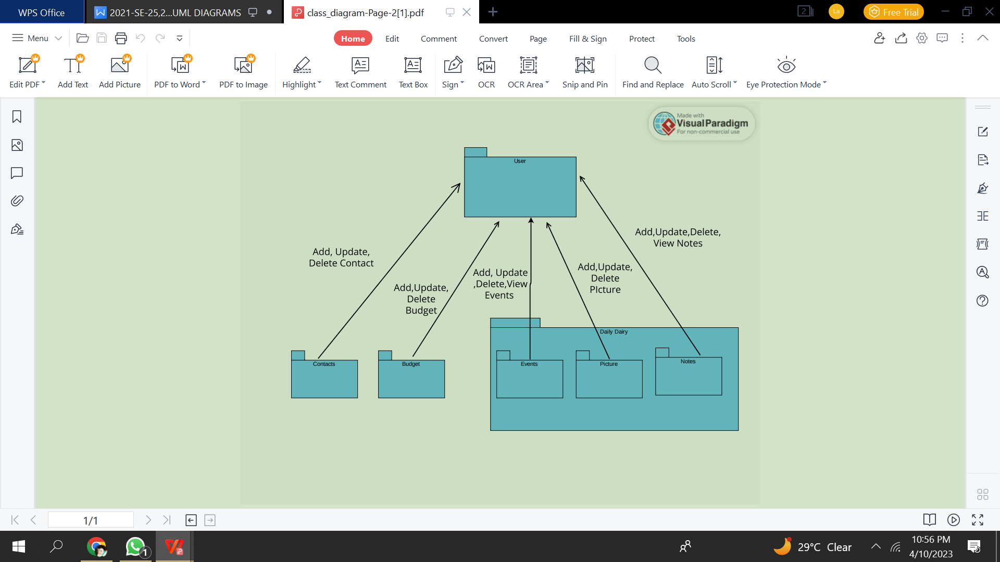 WPS Office
2021-SE-25,2...UML DIAGRAMS
class_diagram-Page-2[1].pdf
2
La
Free Trial
Menu
Home
Edit
Comment
Convert
Page
Fill & Sign
Protect
Tools
Edit PDF
Add Text
Add Picture
PDF to Word
PDF to Image
Highlight
Text Comment
Text Box
Sign
OCR
OCR Area
Snip and Pin
Find and Replace
Auto Scroll
Eye Protection Mode
Made with
Visual Paradigm
For non-commercial use
User
Add, Update,
Delete Contact
Add,Update,
Delete
Budget
Add, Update
,Delete,View
Events
Add,Update,
Delete
PIcture
Add,Update,Delete,
View Notes
Daily Dairy
Contacts
Budget
Events
Picture
Notes
1/1
1
29°C Clear
10:56 PM
4/10/2023